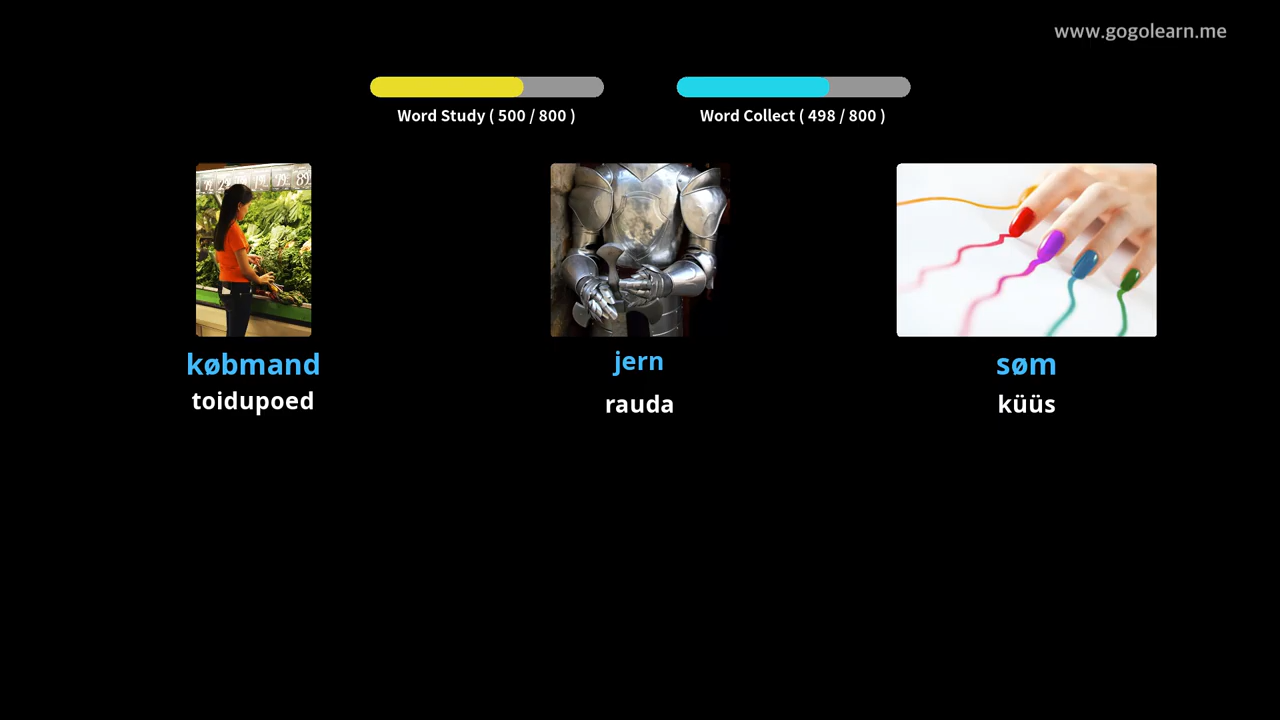 www.gogolearn.me
Word Study ( 500 / 800 )
Word Collect ( 498 / 800 )
købmand
jern
søm
toidupoed
rauda
küüs